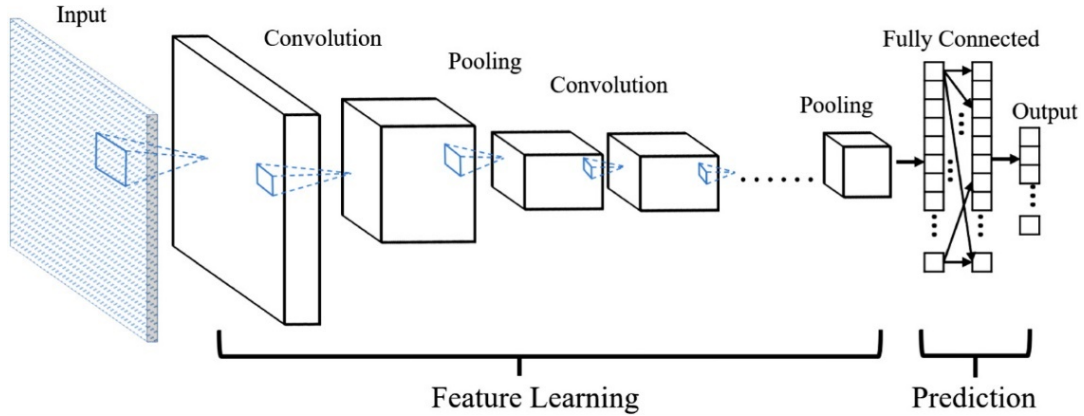 Input
Convolution
Pooling
Convolution
Pooling
Fully Connected
Output
Feature Learning
Prediction